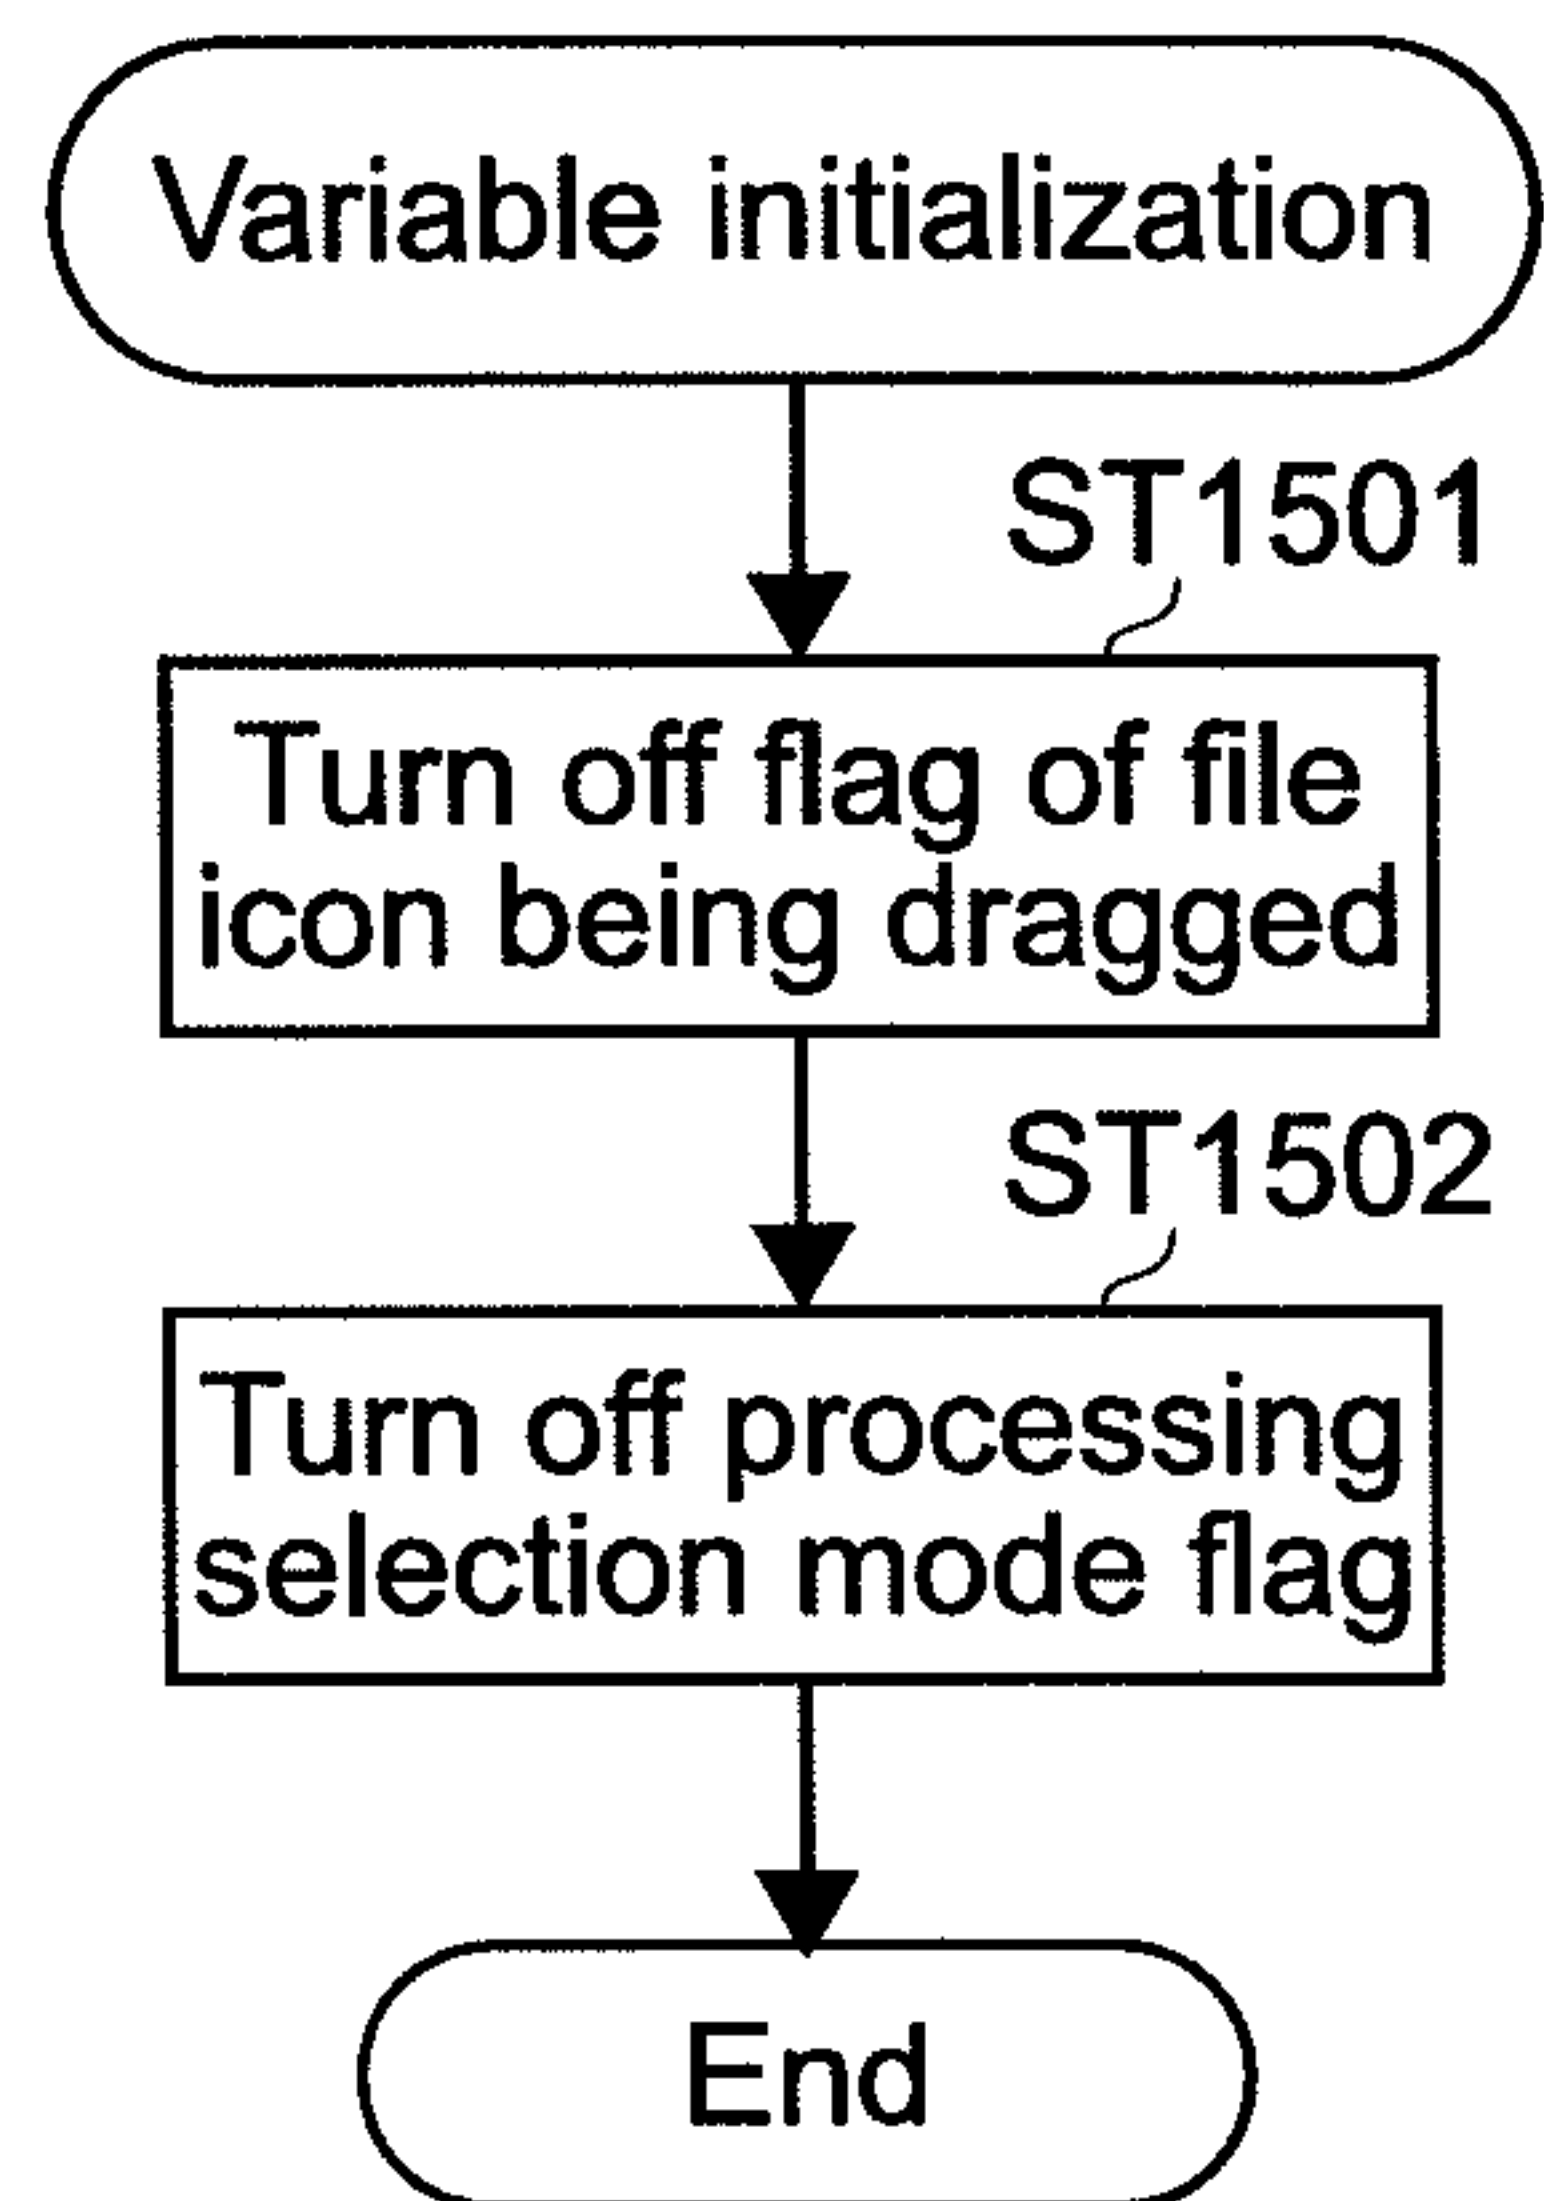 Variable initialization
ST1501
Turn off flag of file
icon being dragged
ST1502
Turn off processing
selection mode flag
End